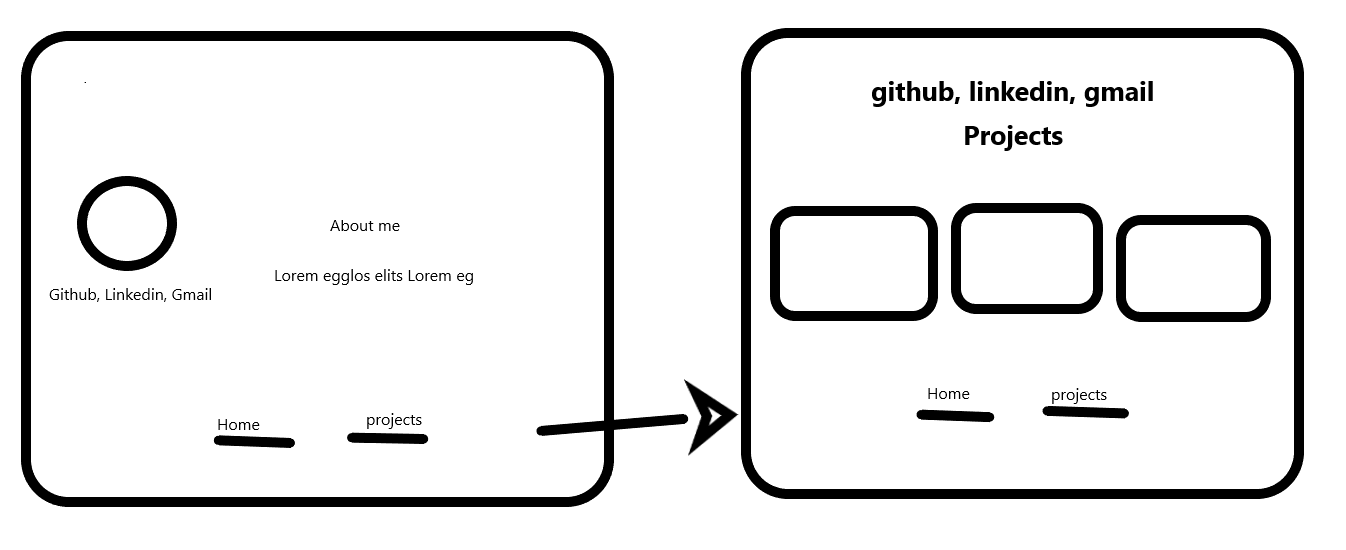 About me
Lorem egglos elits Lorem eg
Github, Linkedin, Gmail
Home
projects
github, linkedin, gmail
Projects
Home
projects